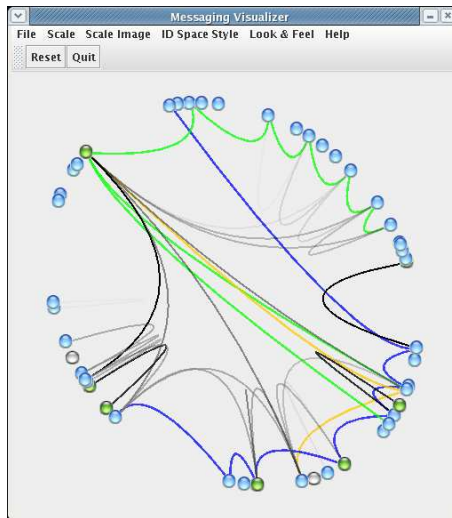 Messaging Visualizer
File Scale Scale Image ID Space Style Look & Feel Help
Reset Quit